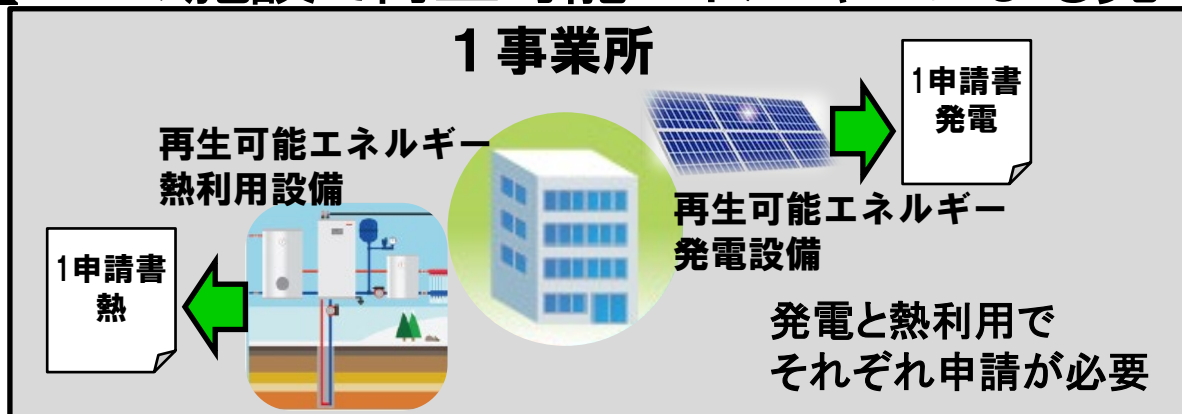 1事業所
1申請書
発電
再生可能エネルギー
熱利用設備
再生可能エネルギー
発電設備
1申請書
熱
発電と熱利用で
それぞれ申請が必要